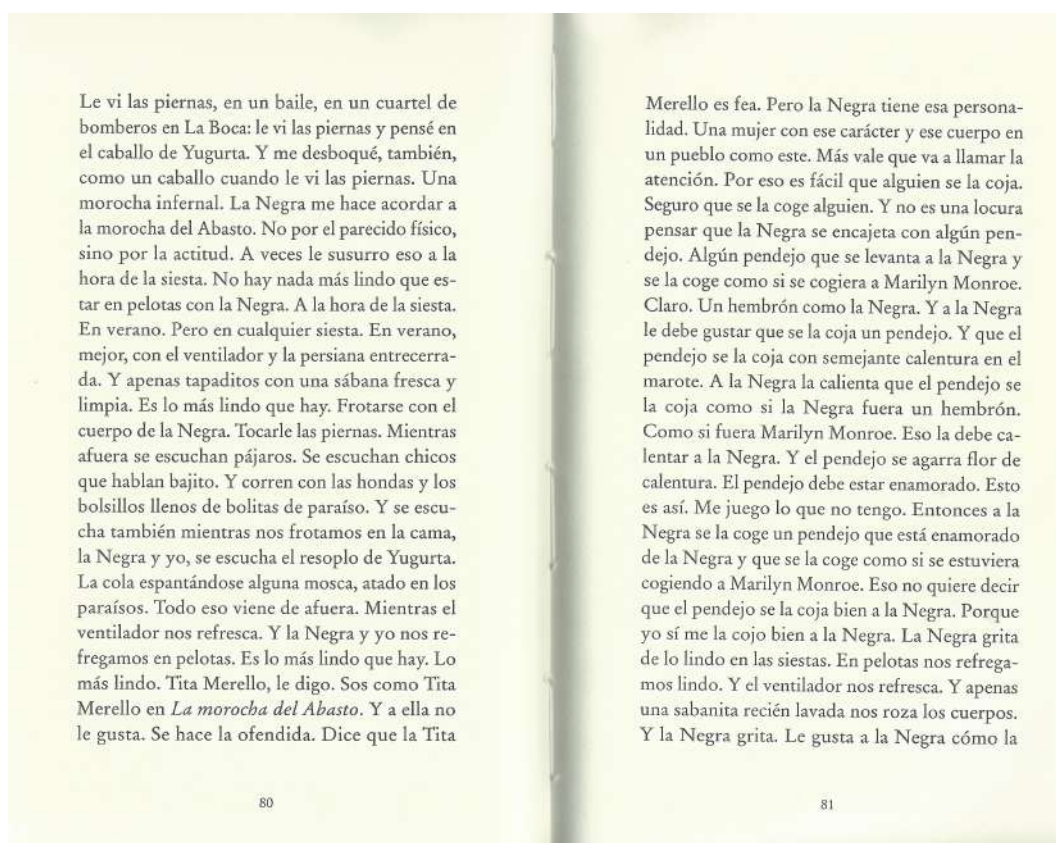 Le vi las piernas, en un baile, en un cuartel de
bomberos en La Boca: le vi las piernas y pensé en
el caballo de Yugurta. Y me desboqué, también,
como un caballo cuando le vi las piernas. Una
morocha infernal. La Negra me hace acordar a
la morocha del Abasto. No por el parecido físico,
sino por la actitud. A veces le susurro eso a la
hora de la siesta. No hay nada más lindo que es-
tar en pelotas con la Negra. A la hora de la siesta.
En verano. Pero en cualquier siesta. En verano,
mejor, con el ventilador y la persiana entrecerra-
da. Y apenas tapaditos con una sábana fresca y
limpia. Es lo más lindo que hay. Frotarse con el
cuerpo de la Negra. Tocarle las piernas. Mientras
afuera se escuchan pájaros. Se escuchan chicos
que hablan bajito. Y corren con las hondas y los
bolsillos llenos de bolitas de paraíso. Y se escu-
cha también mientras nos frotamos en la cama,
la Negra y yo, se escucha el resoplo de Yugurta.
La cola espantándose alguna mosca, atado en los
paraísos. Todo eso viene de afuera. Mientras el
ventilador nos refresca. Y la Negra y yo nos re-
fregamos en pelotas. Es lo más lindo que hay. Lo
más lindo. Tita Merello, le digo. Sos como Tita
Merello en La morocha del Abasto. Y a ella no
le gusta. Se hace la ofendida. Dice que la Tita
80
Merello es fea. Pero la Negra tiene esa persona-
lidad. Una mujer con ese carácter y ese cuerpo en
un pueblo como este. Más vale que va a llamar la
atención. Por eso es fácil que alguien se la coja.
Seguro que se la coge alguien. Y no es una locura
pensar que la Negra se encajeta con algún pen-
dejo. Algún pendejo que se levanta a la Negra y
se la coge como si se cogiera a Marilyn Monroe.
Claro. Un hembrón como la Negra. Y a la Negra
le debe gustar que se la coja un pendejo. Y que el
pendejo se la coja con semejante calentura en el
marote. A la Negra la calienta que el pendejo se
la coja como si la Negra fuera un hembrón.
Como si fuera Marilyn Monroe. Eso la debe ca-
lentar a la Negra. Y el pendejo se agarra flor de
calentura. El pendejo debe estar enamorado. Esto
es así. Me juego lo que no tengo. Entonces a la
Negra se la coge un pendejo que está enamorado
de la Negra y que se la coge como si se estuviera
cogiendo a Marilyn Monroe. Eso no quiere decir
que el pendejo se la coja bien a la Negra. Porque
yo sí me la cojo bien a la Negra. La Negra grita
de lo lindo en las siestas. En pelotas nos refrega-
mos lindo. Y el ventilador nos refresca. Y apenas
una sabanita recién lavada nos roza los cuerpos.
Y la Negra grita. Le gusta a la Negra cómo la
81